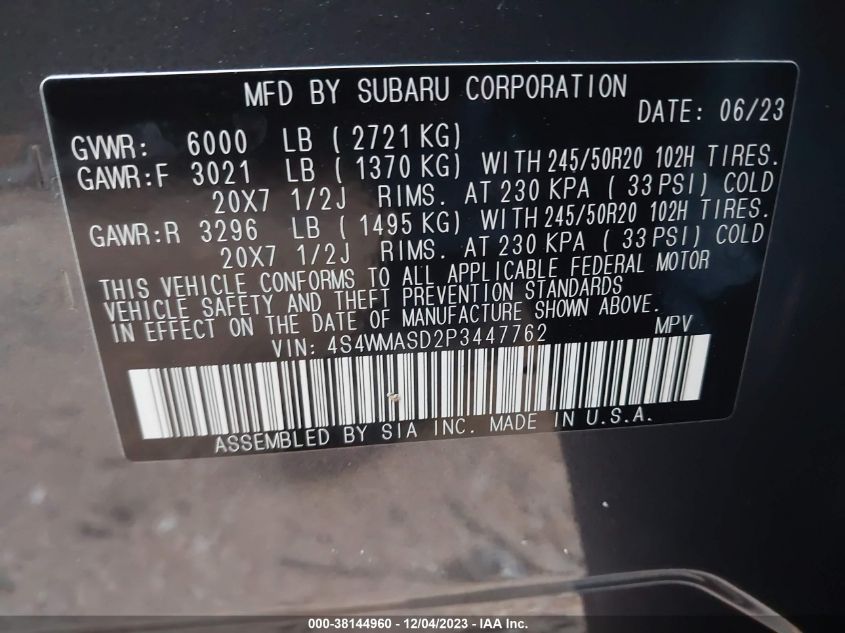 MFD BY SUBARU CORPORATION
DATE: 06/23
GVWR: 6000 LB ( 2721 KG)
GAWR:F 3021 LB ( 1370 KG) WITH 245/50R20 102H TIRES.
20X7 1/2J RIMS. AT 230 KPA ( 33 PSI) COLD
GAWR:R 3296 LB ( 1495 KG) WITH 245/50R20 102H TIRES.
20X7 1/2J RIMS. AT 230 KPA ( 33 PSI) COLD
THIS VEHICLE CONFORMS TO ALL APPLICABLE FEDERAL MOTOR
VEHICLE SAFETY AND THEFT PREVENTION STANDARDS
IN EFFECT ON THE DATE OF MANUFACTURE SHOWN ABOVE.
VIN: 4S4WMASD2P3447762 MPV
ASSEMBLED BY SIA INC. MADE IN U.S.A.
000-38144960 - 12/04/2023 - IAA Inc.